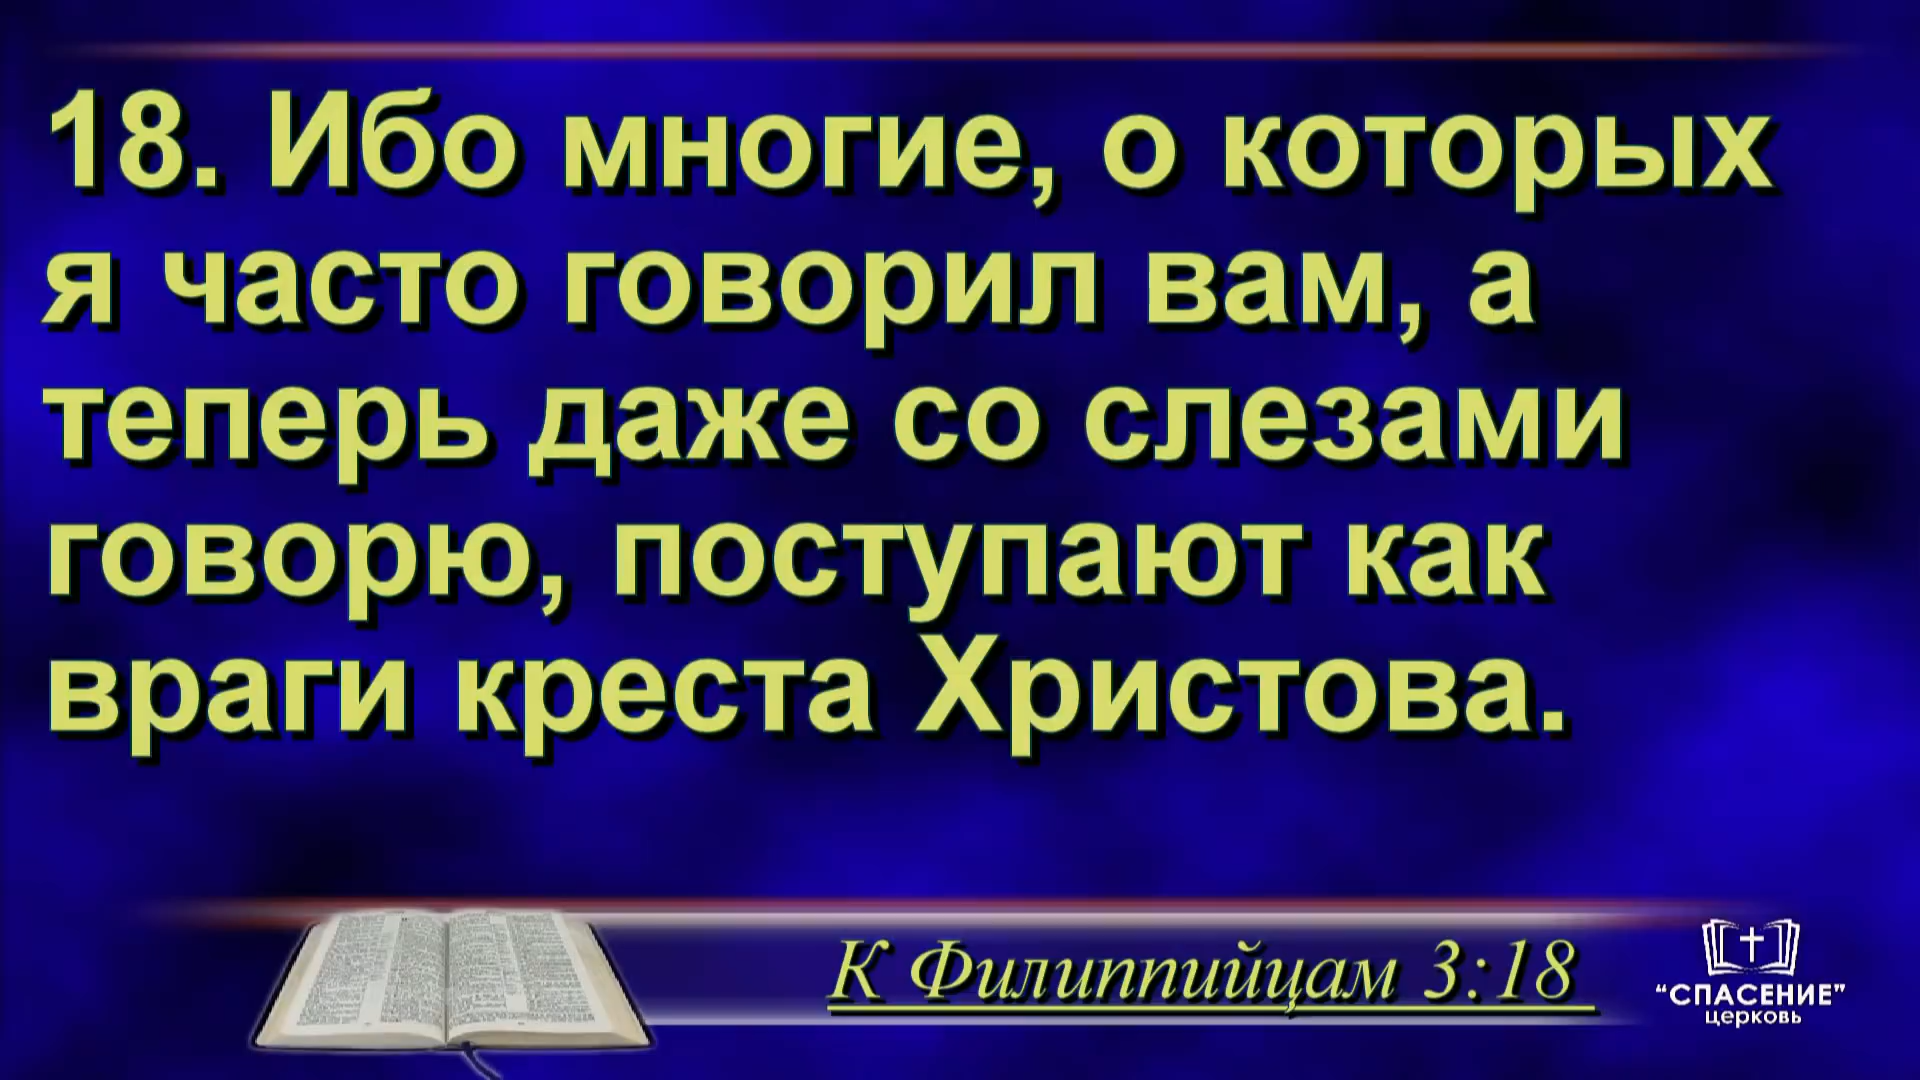 18. Ибо многие, о которых
я часто говорил вам, а
теперь даже со слезами
говорю, поступают как
враги креста Христова.
К Филиппийцам 3:18
“СПАСЕНИЕ”
церковь